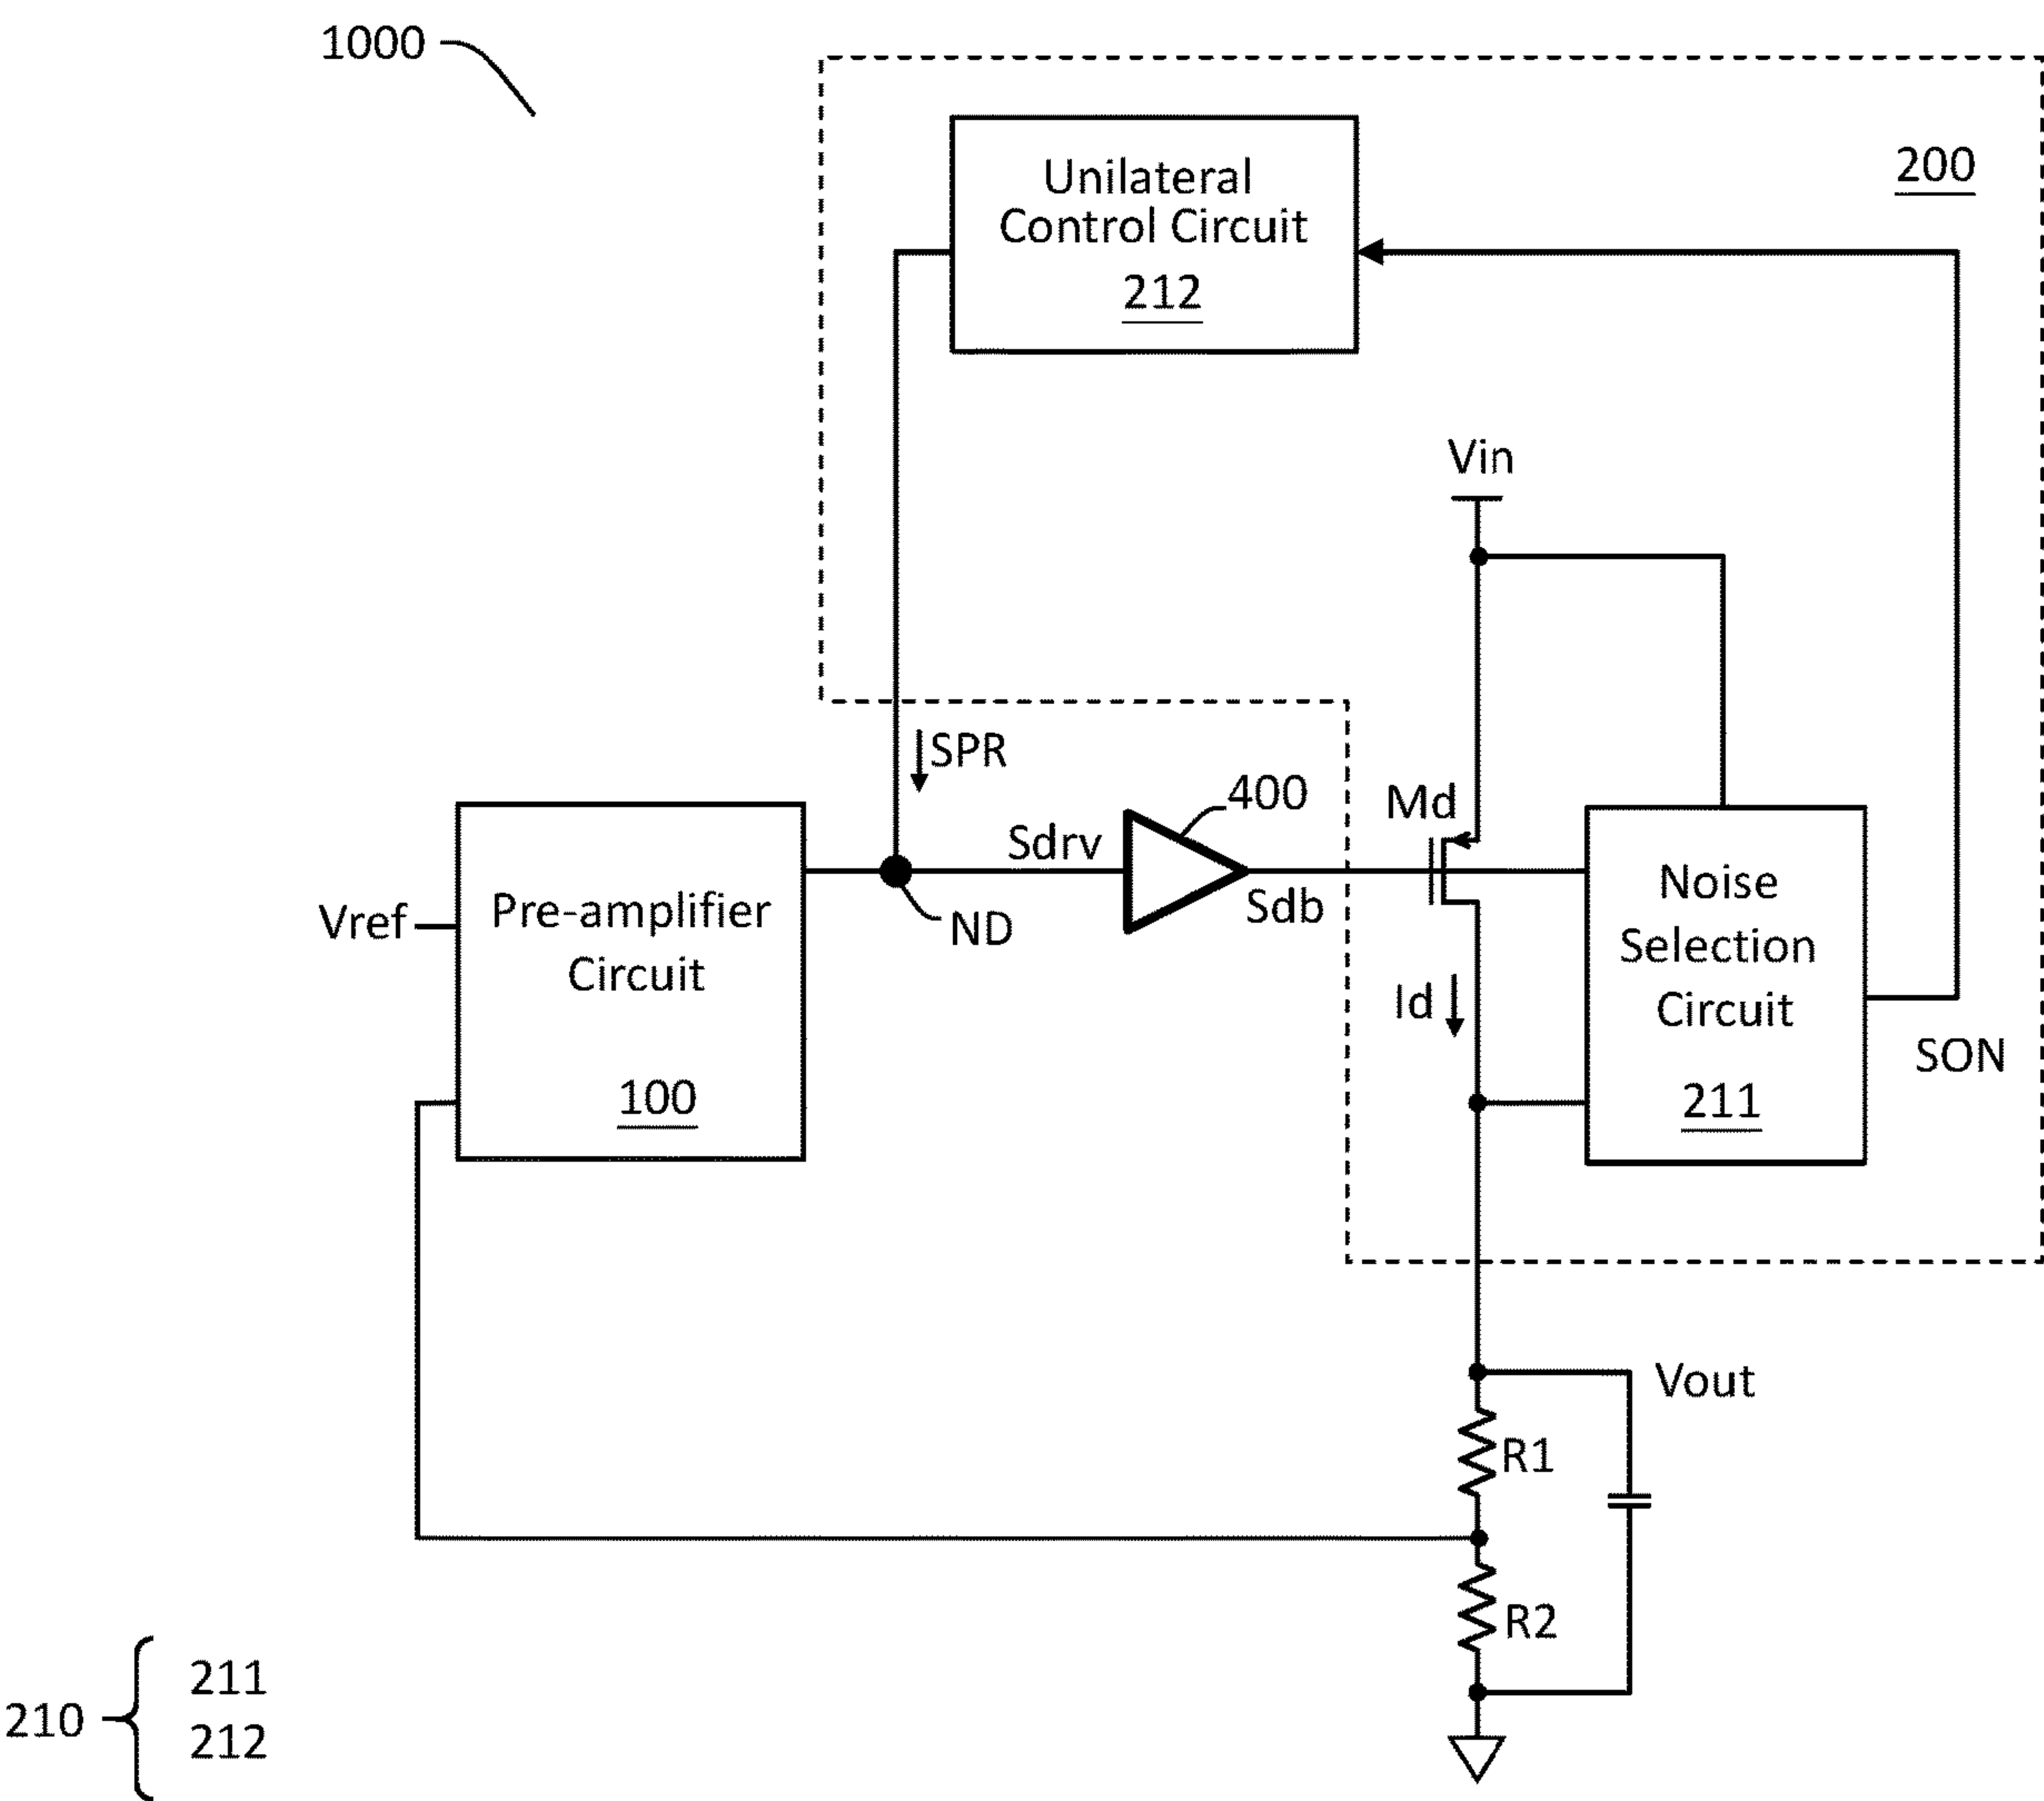 1000
Unilateral
Control Circuit
212
200
Vin
SPR
400
Md
Sdrv
Sdb
ND
Vref
Pre-amplifier
Circuit
100
Noise
Selection
Circuit
211
Id
SON
Vout
R1
R2
210
211
212